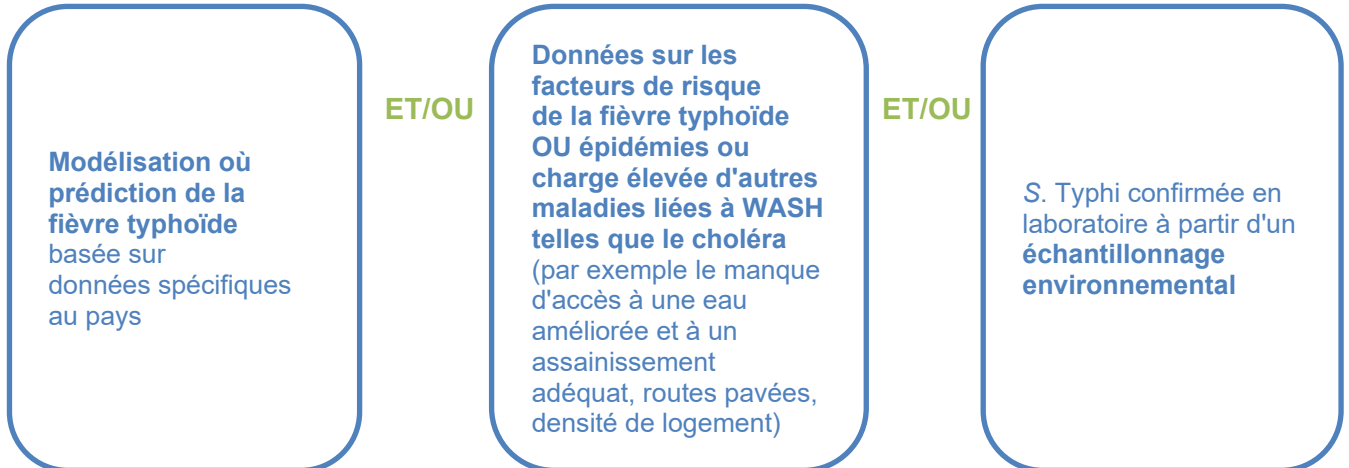 Modélisation où
prédiction de la
fièvre typhoïde
basée sur
données spécifiques
au pays
ET/OU
Données sur les
facteurs de risque
de la fièvre typhoïde
OU épidémies ou
charge élevée d'autres
maladies liées à WASH
telles que le choléra
(par exemple le manque
d'accès à une eau
améliorée et à un
assainissement
adéquat, routes pavées,
densité de logement)
ET/OU
S. Typhi confirmée en
laboratoire à partir d'un
échantillonnage
environnemental